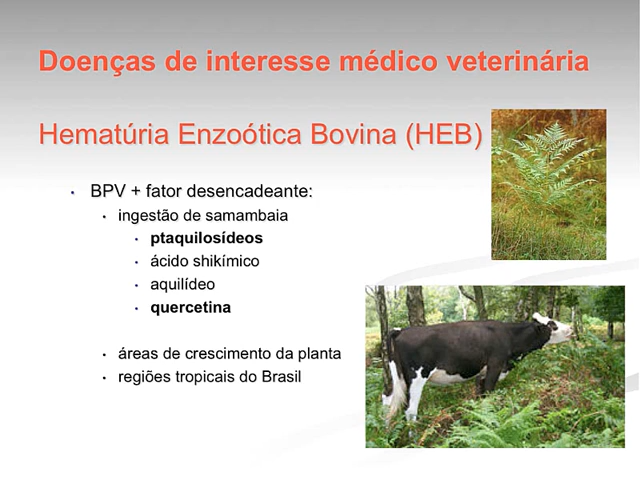 Doenças de interesse médico veterinária
Hematúria Enzoótica Bovina (HEB)
• BPV + fator desencadeante:
• ingestão de samambaia
• ptaquilosídeos
• ácido shikímico
• aquilídeo
• quercetina
• áreas de crescimento da planta
• regiões tropicais do Brasil